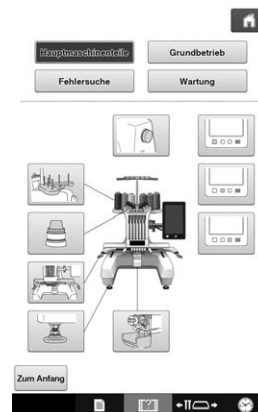 Hauptmaschinenteile
Grundbetrieb
Fehlersuche
Wartung
Zum Anfang